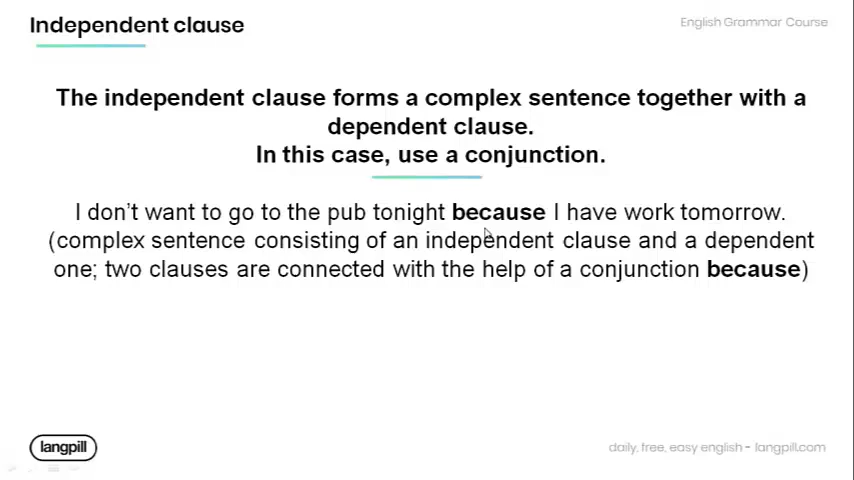 Independent clause
English Grammar Course
The independent clause forms a complex sentence together with a
dependent clause.
In this case, use a conjunction.
I don’t want to go to the pub tonight because I have work tomorrow.
(complex sentence consisting of an independent clause and a dependent
one; two clauses are connected with the help of a conjunction because)
langpill
daily, free, easy english - langpill.com